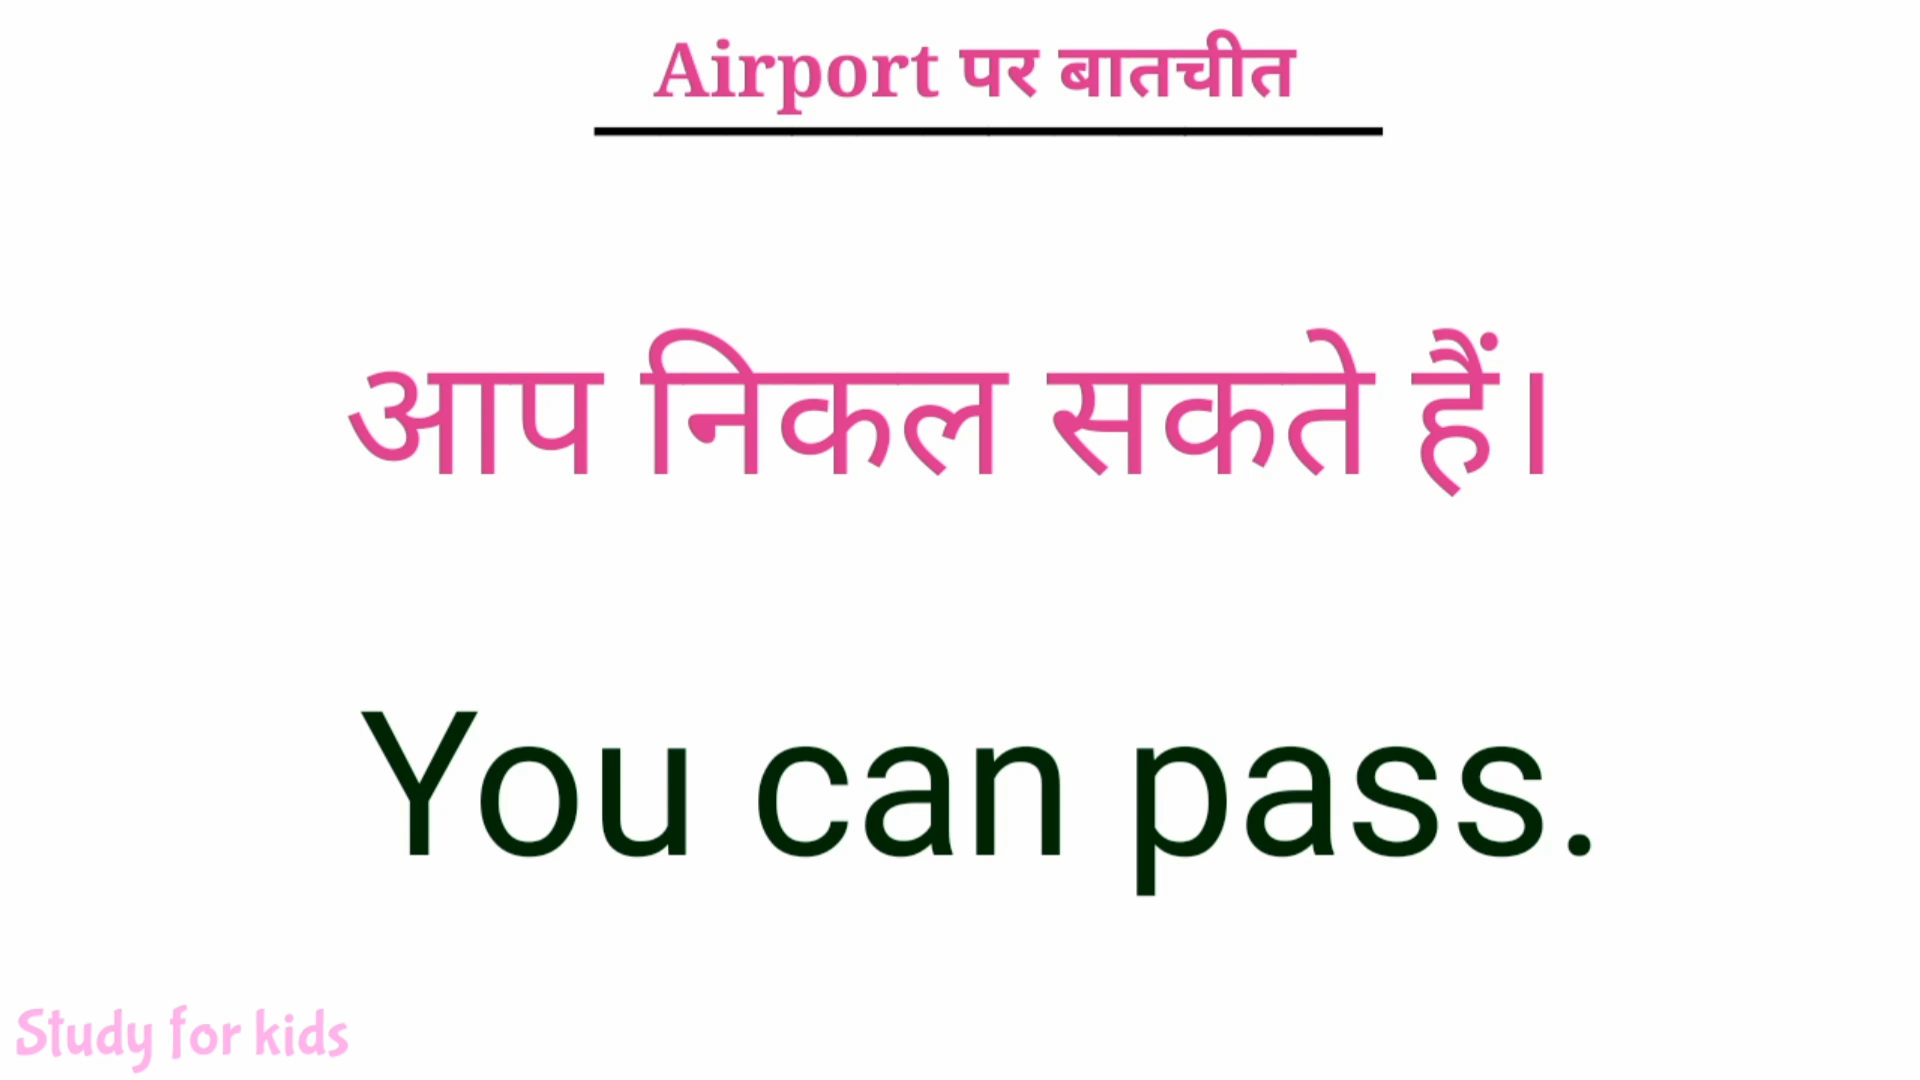 Airport पर बातचीत
आप निकल सकते हैं।
You can pass.
Study for kids